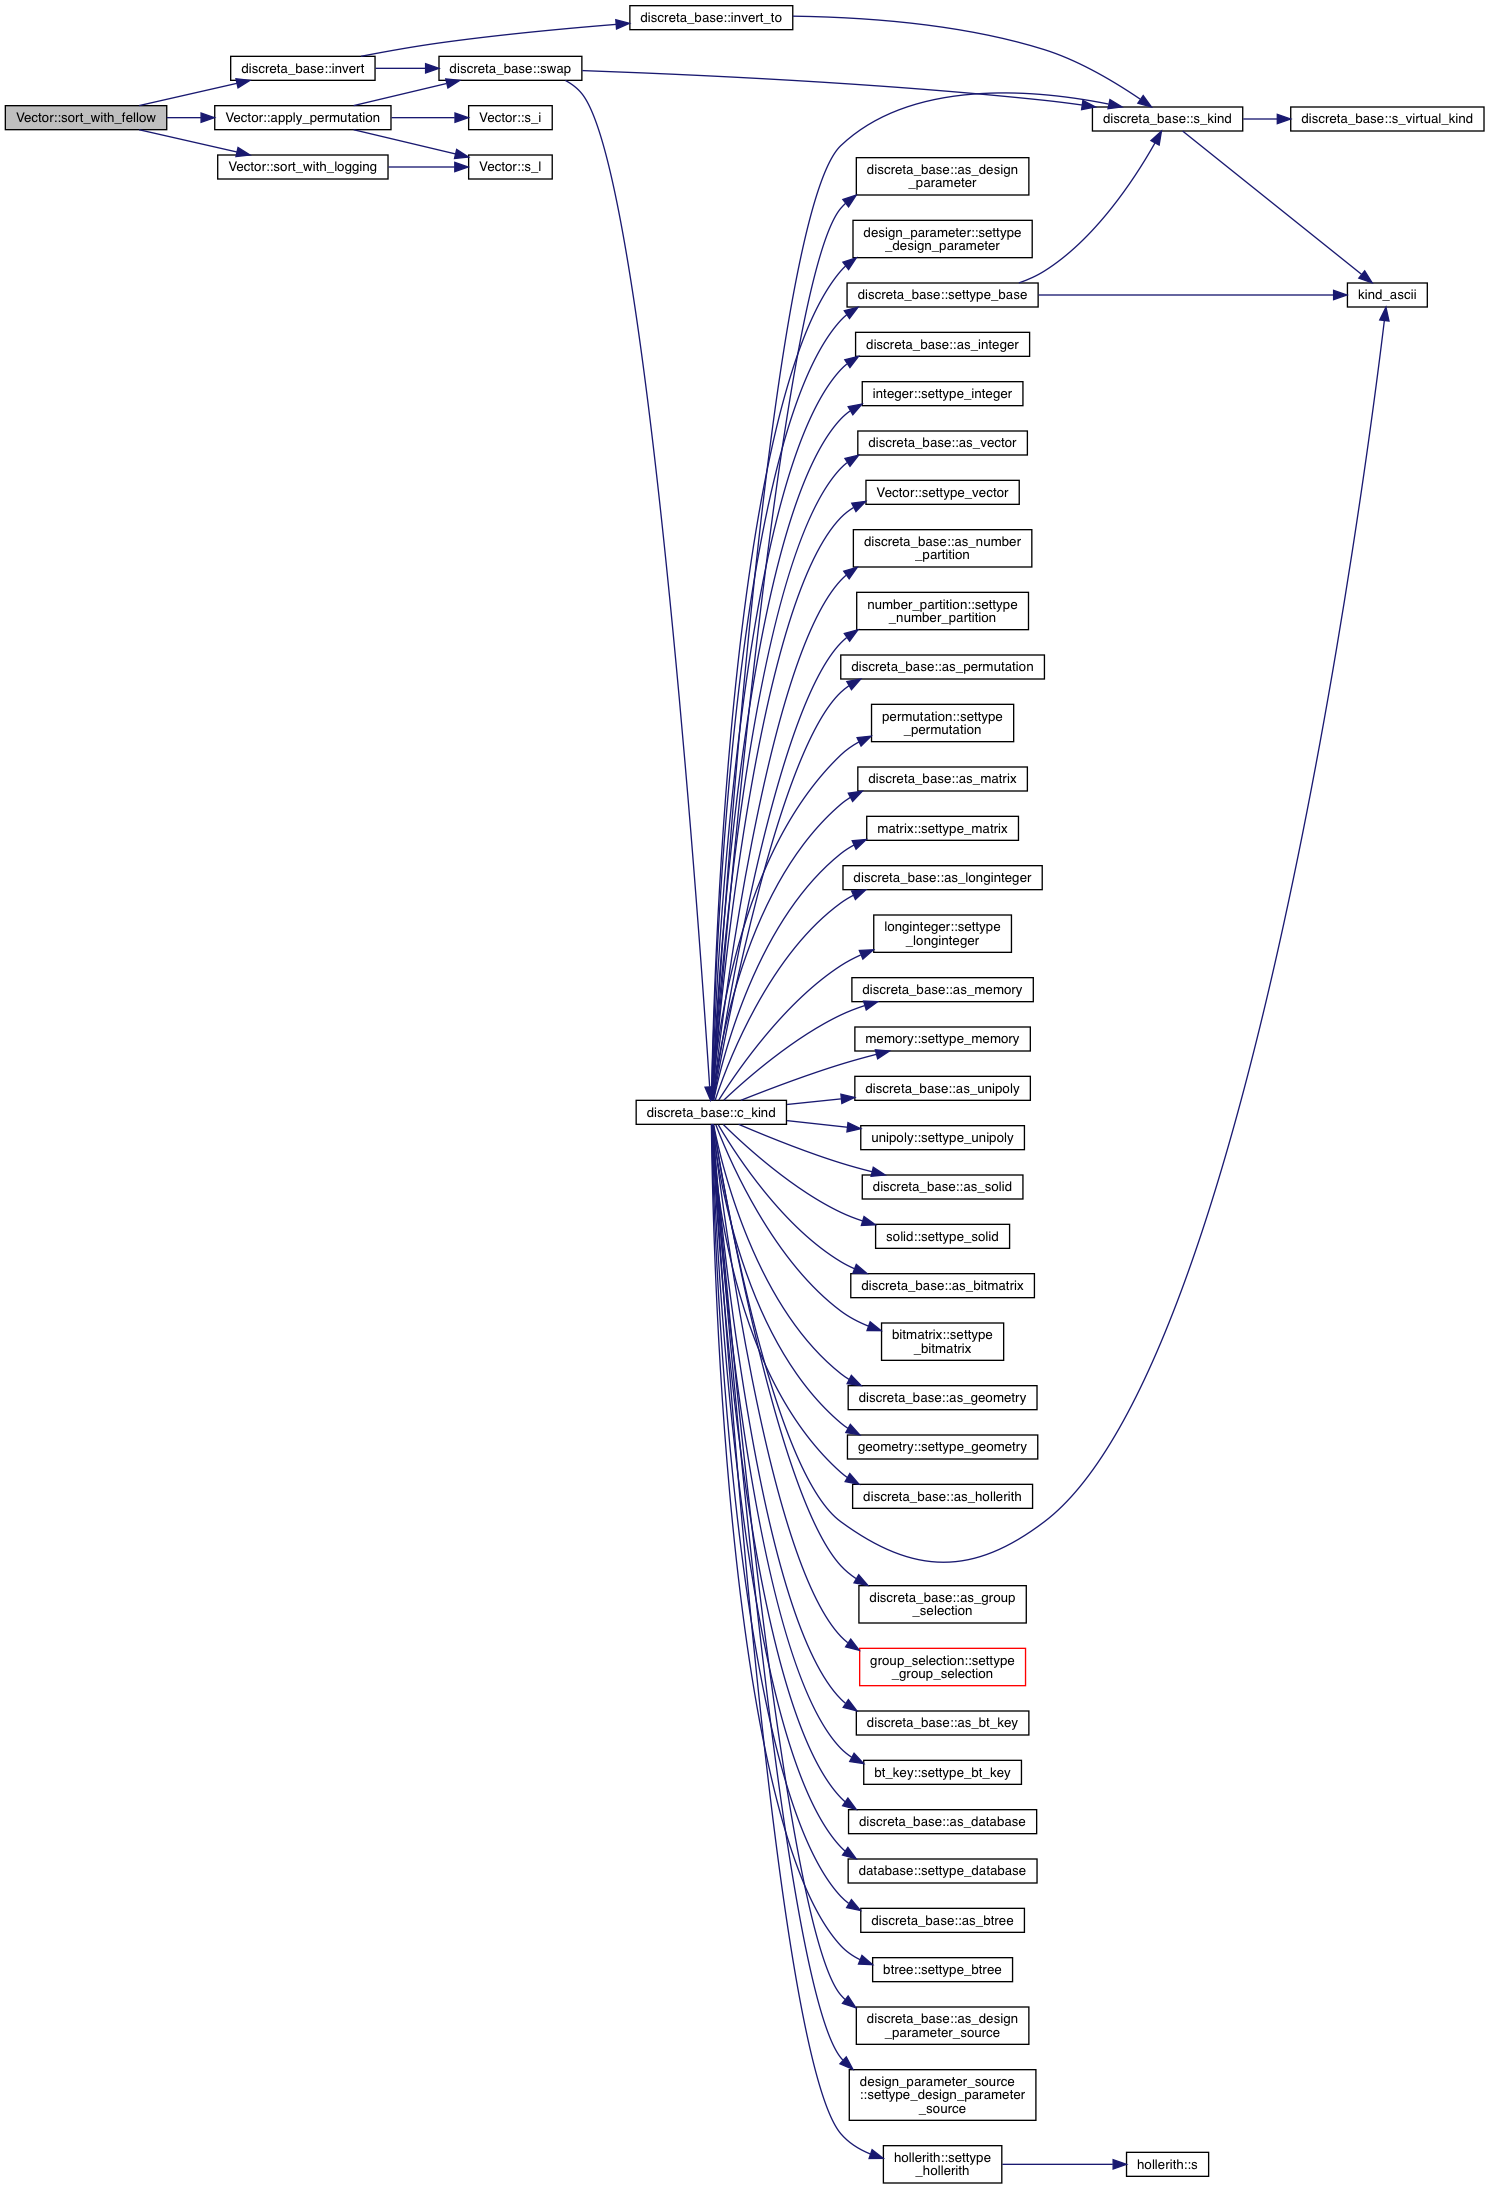 discreta_base::invert_to
discreta_base::invert
discreta_base::swap
Vector::sort_with_fellow
Vector::apply_permutation
Vector::s_i
discreta_base::s_kind
discreta_base::s_virtual_kind
Vector::sort_with_logging
Vector::s_l
discreta_base::as_design
_parameter
design_parameter::settype
_design_parameter
discreta_base::settype_base
kind_ascii
discreta_base::as_integer
integer::settype_integer
discreta_base::as_vector
Vector::settype_vector
discreta_base::as_number
_partition
number_partition::settype
_number_partition
discreta_base::as_permutation
permutation::settype
_permutation
discreta_base::as_matrix
matrix::settype_matrix
discreta_base::as_longinteger
longinteger::settype
_longinteger
discreta_base::as_memory
memory::settype_memory
discreta_base::as_unipoly
discreta_base::c_kind
unipoly::settype_unipoly
discreta_base::as_solid
solid::settype_solid
discreta_base::as_bitmatrix
bitmatrix::settype
_bitmatrix
discreta_base::as_geometry
geometry::settype_geometry
discreta_base::as_hollerith
discreta_base::as_group
_selection
group_selection::settype
_group_selection
discreta_base::as_bt_key
bt_key::settype_bt_key
discreta_base::as_database
database::settype_database
discreta_base::as_btree
btree::settype_btree
discreta_base::as_design
_parameter_source
design_parameter_source
::settype_design_parameter
_source
hollerith::settype
_hollerith
hollerith::s